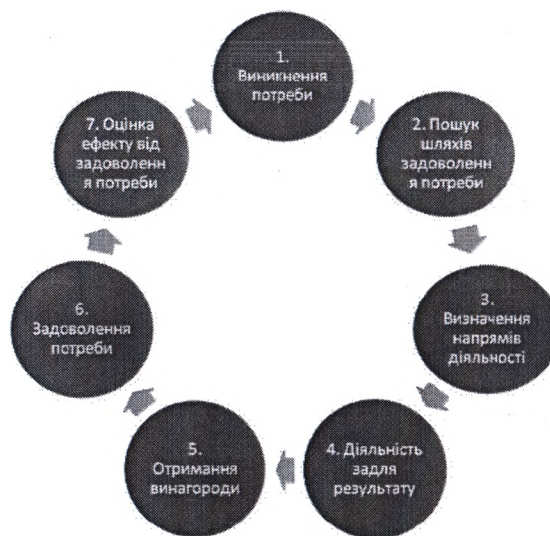 1.
Виникнення
потреби
2. Пошук
шляхів
задоволенн
я потреби
3.
Визначення
напрямів
діяльності
4. Діяльність
задля
результату
5.
Отримання
винагороди
6.
Задоволення
потреби
7. Оцінка
ефекту від
задоволенн
я потреби